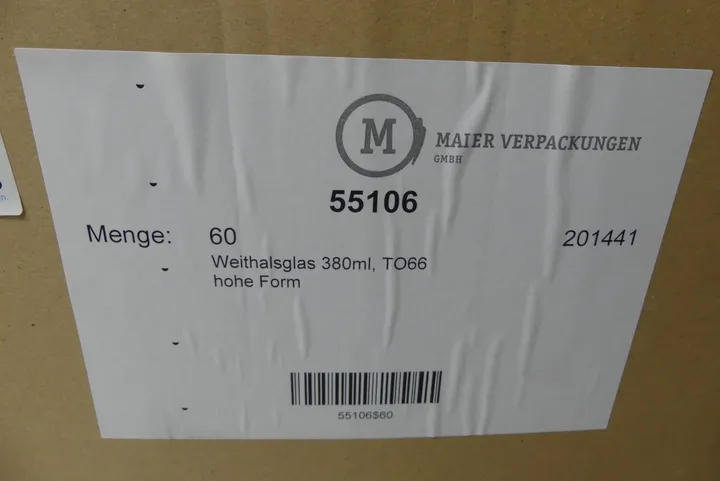 M MAIER VERPACKUNGEN
GMBH
55106
Menge: 60 201441
Weithalsglas 380ml, TO66
hohe Form
55106$60